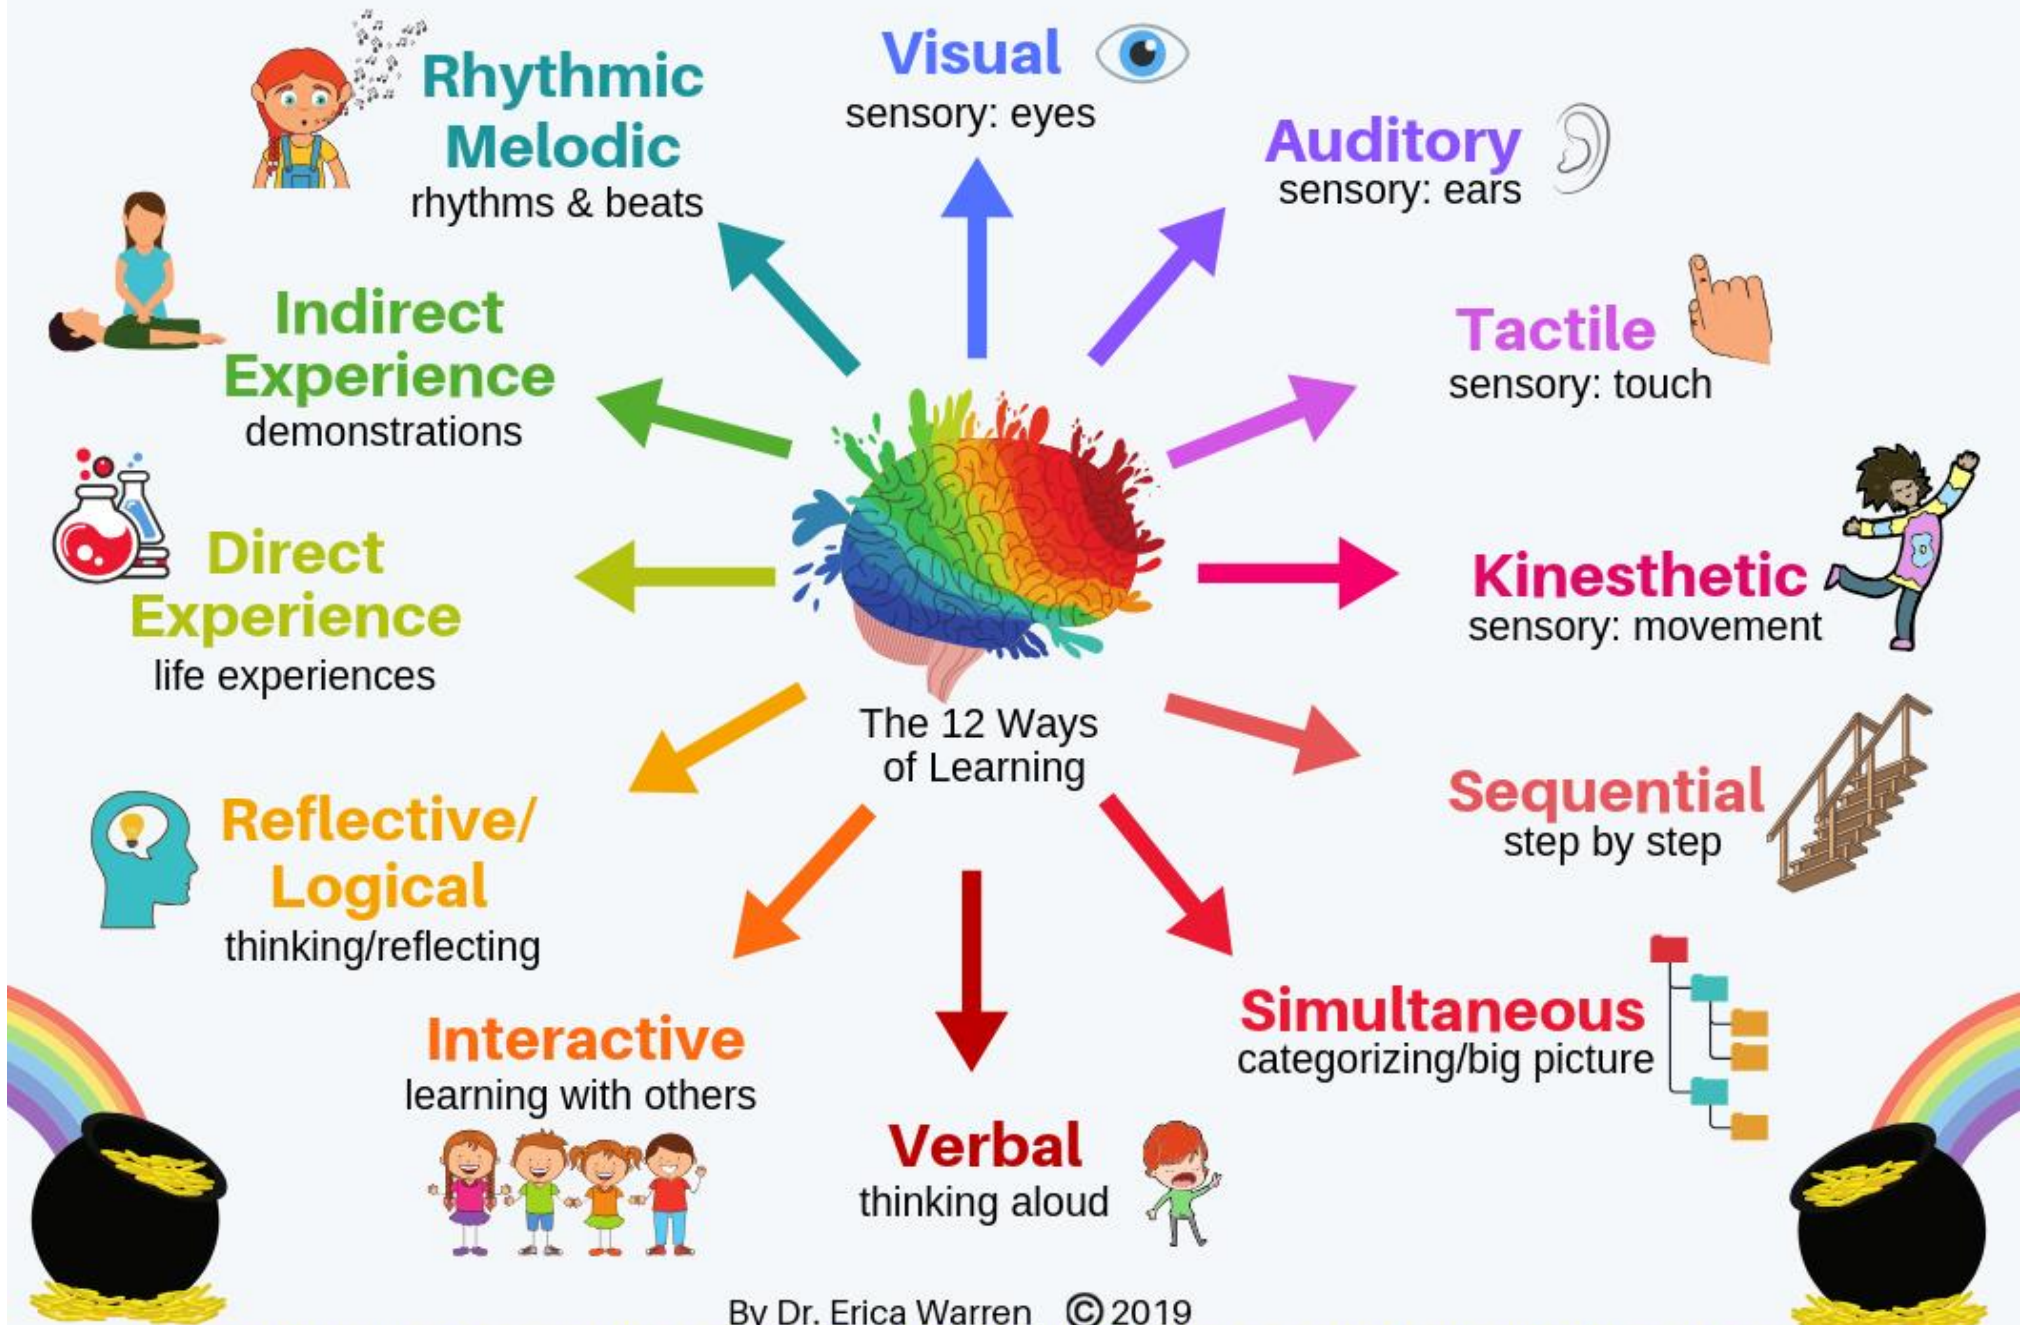 Visual
sensory: eyes
Auditory
sensory: ears
Tactile
sensory: touch
Kinesthetic
sensory: movement
Sequential
step by step
Simultaneous
categorizing/big picture
Verbal
thinking aloud
Interactive
learning with others
Reflective/
Logical
thinking/reflecting
Direct
Experience
life experiences
Indirect
Experience
demonstrations
Rhythmic
Melodic
rhythms & beats
The 12 Ways
of Learning
By Dr. Erica Warren © 2019